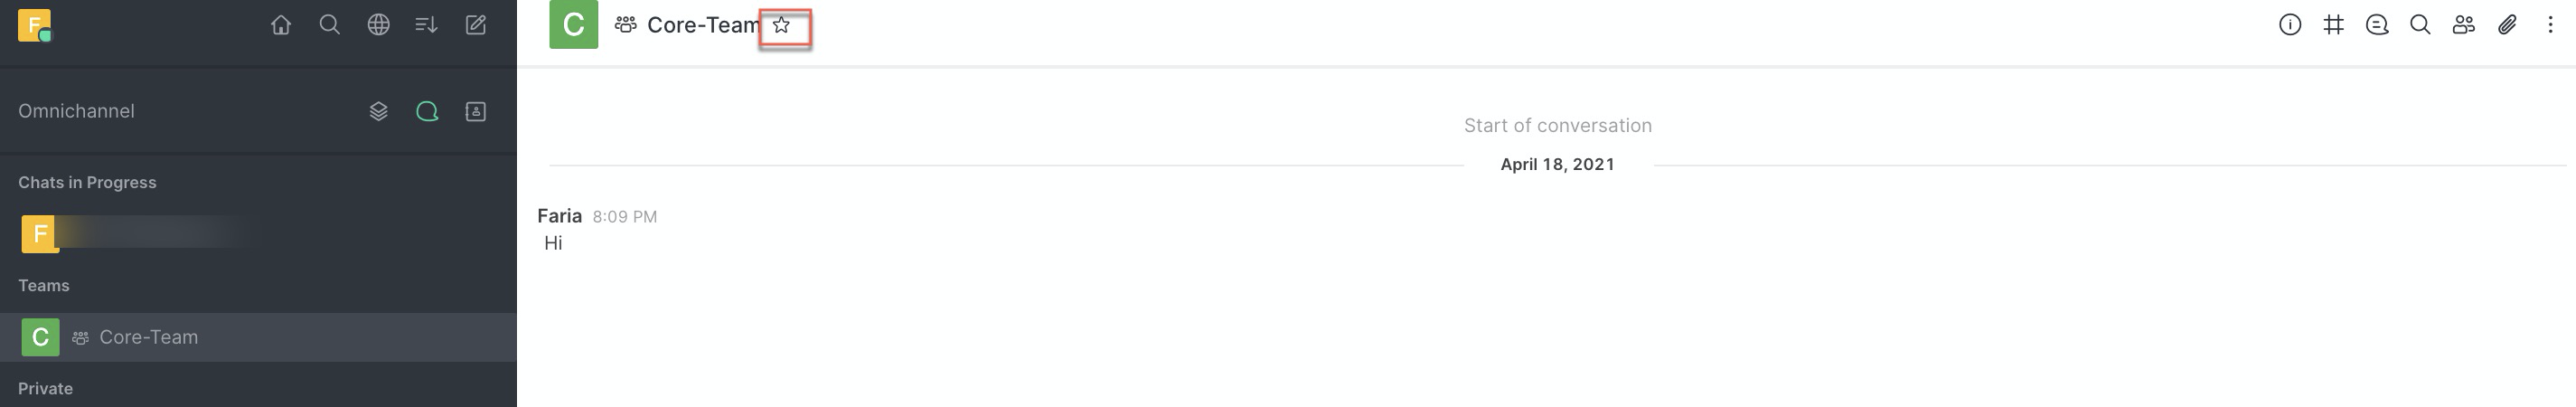 F
Omnichannel
Chats in Progress
F
Teams
C Core-Team
Private
C Core-Team
Start of conversation
April 18, 2021
Faria 8:09 PM
Hi